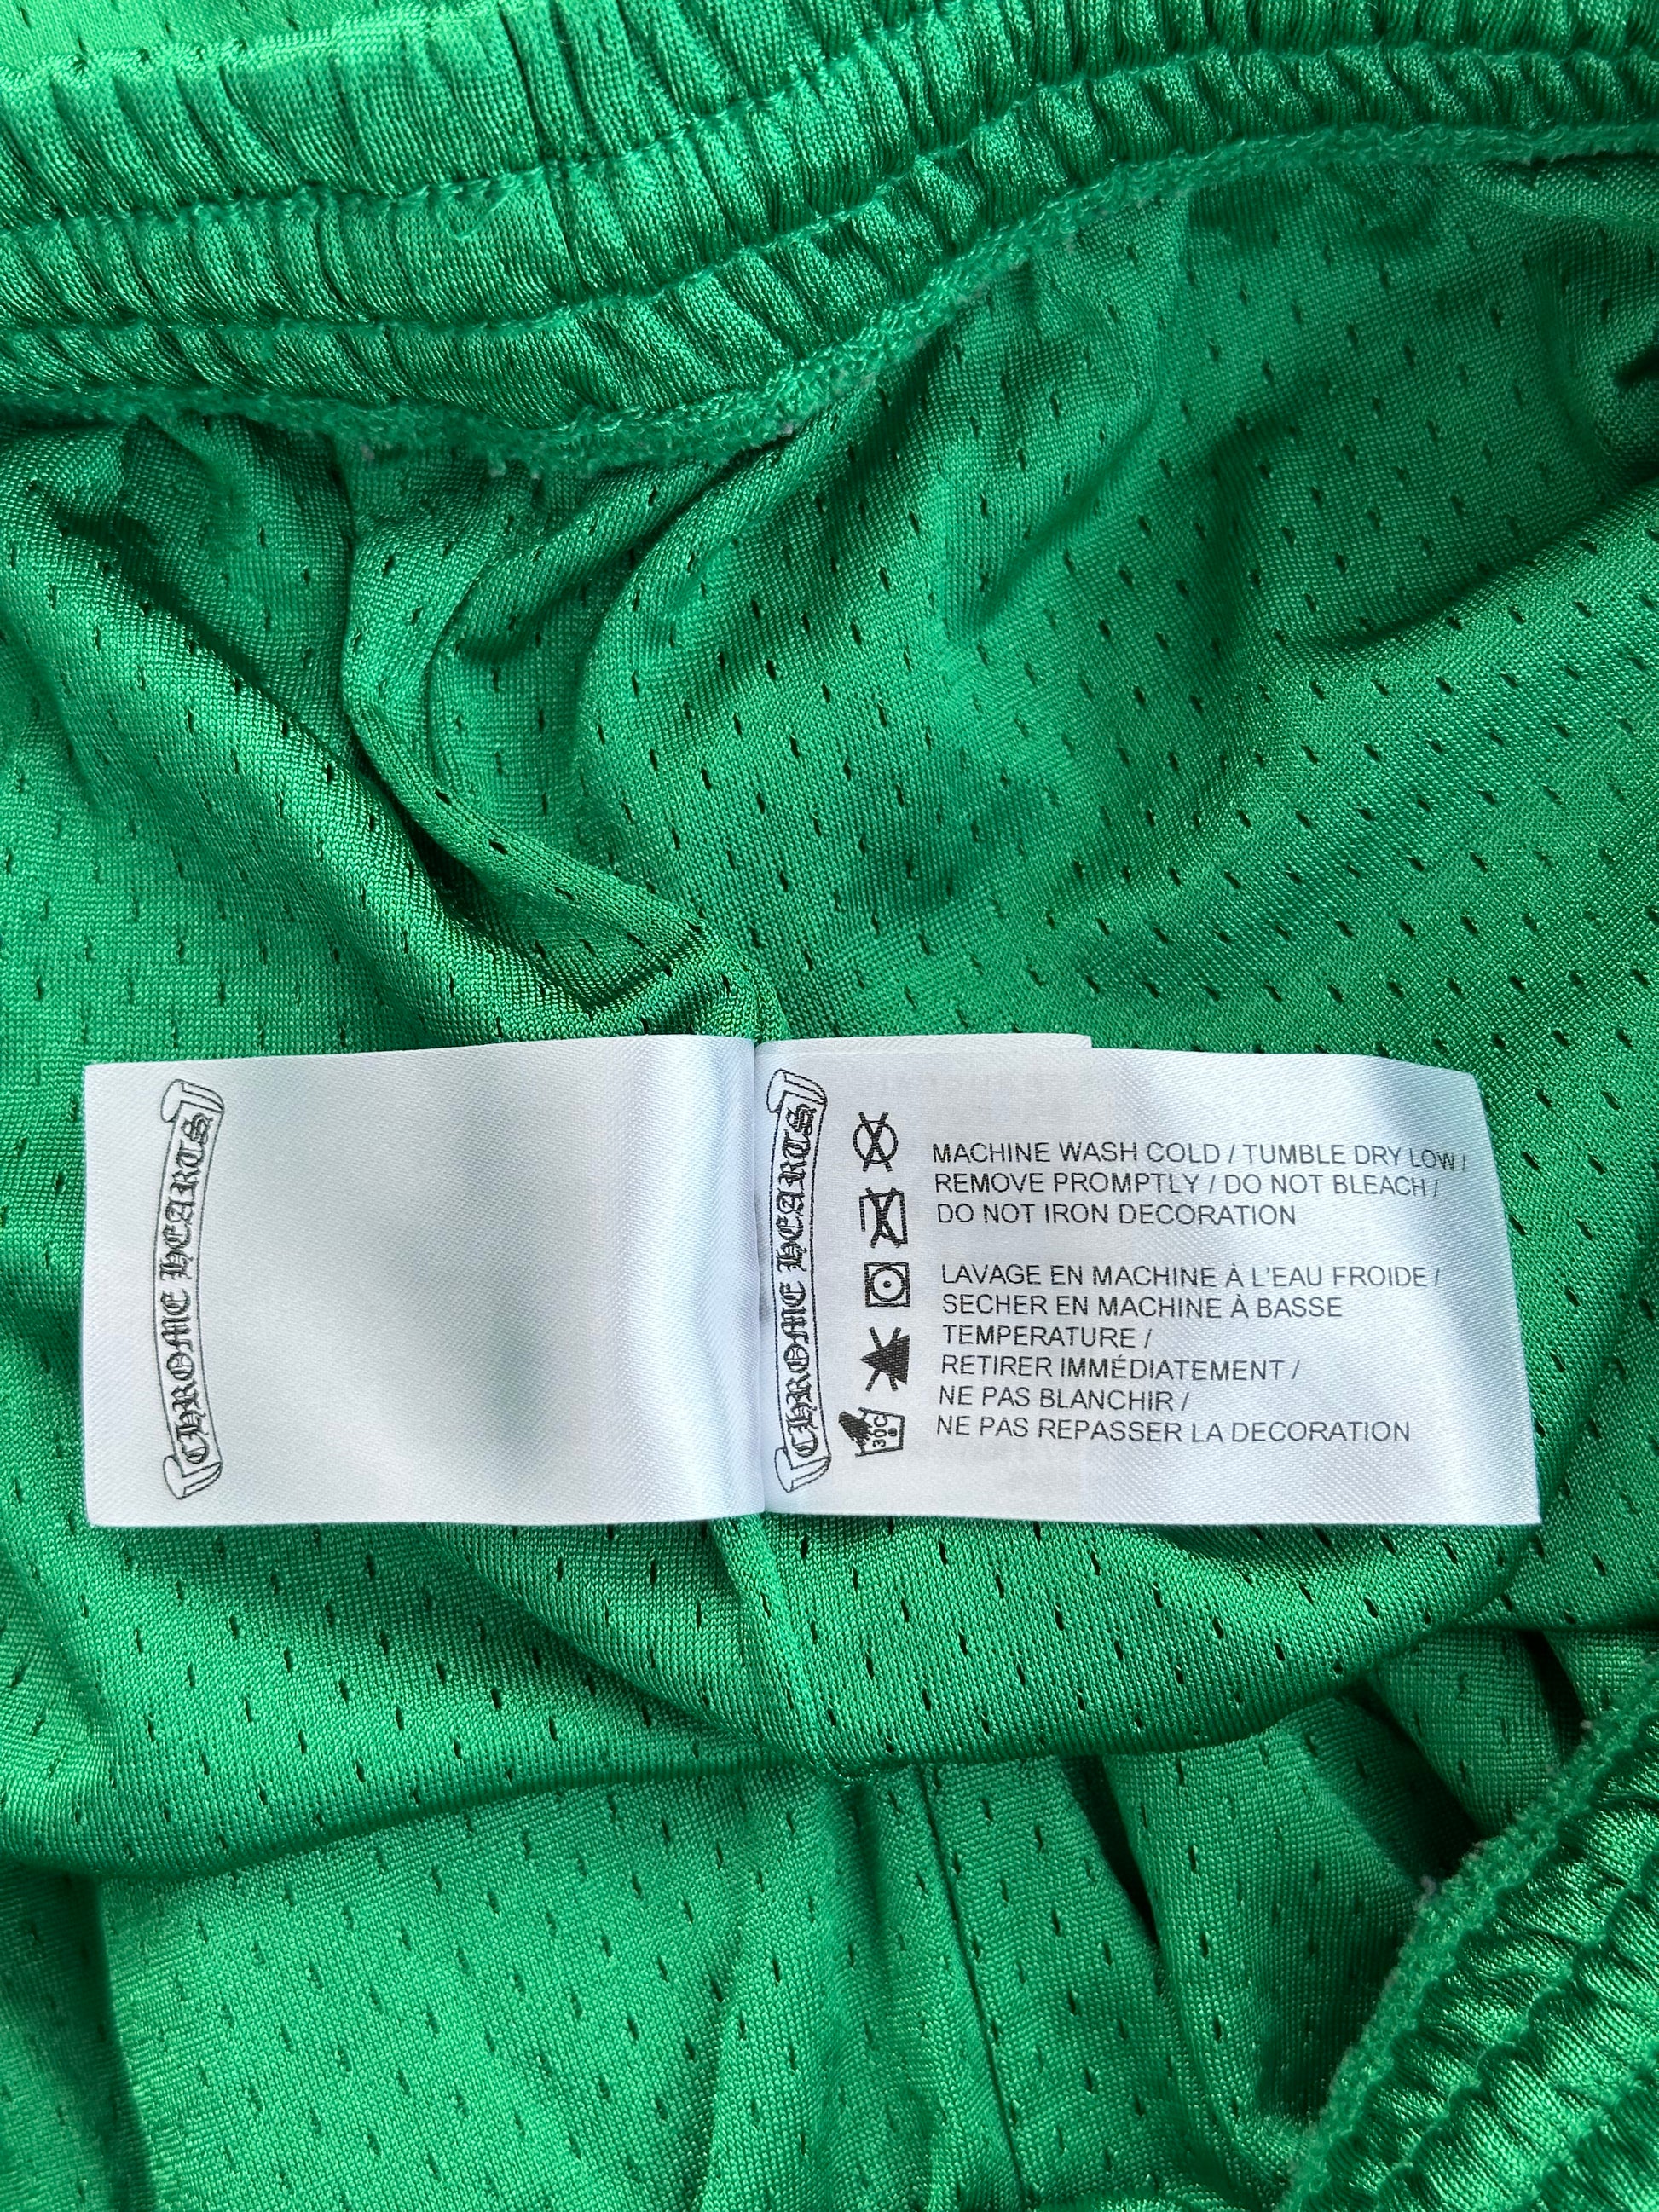 CHROME HEARTS
CHROME HEARTS
MACHINE WASH COLD / TUMBLE DRY LOW /
REMOVE PROMPTLY / DO NOT BLEACH /
DO NOT IRON DECORATION
LAVAGE EN MACHINE À L'EAU FROIDE /
SECHER EN MACHINE À BASSE
TEMPERATURE /
RETIRER IMMÉDIATEMENT /
NE PAS BLANCHIR /
NE PAS REPASSER LA DECORATION
30C